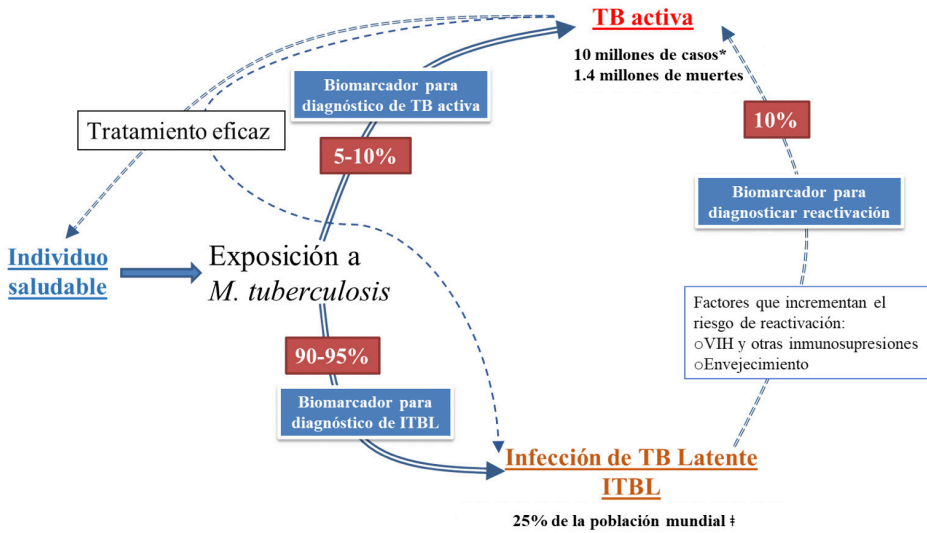 TB activa
10 millones de casos*
1.4 millones de muertes
Biomarcador para
diagnóstico de TB activa
Tratamiento eficaz
10%
5-10%
Biomarcador para
diagnosticar reactivación
Individuo
saludable
Exposición a
M. tuberculosis
Factores que incrementan el
riesgo de reactivación:
○VIH y otras inmunosupresiones
○Envejecimiento
90-95%
Biomarcador para
diagnóstico de ITBL
Infección de TB Latente
ITBL
25% de la población mundial ǂ